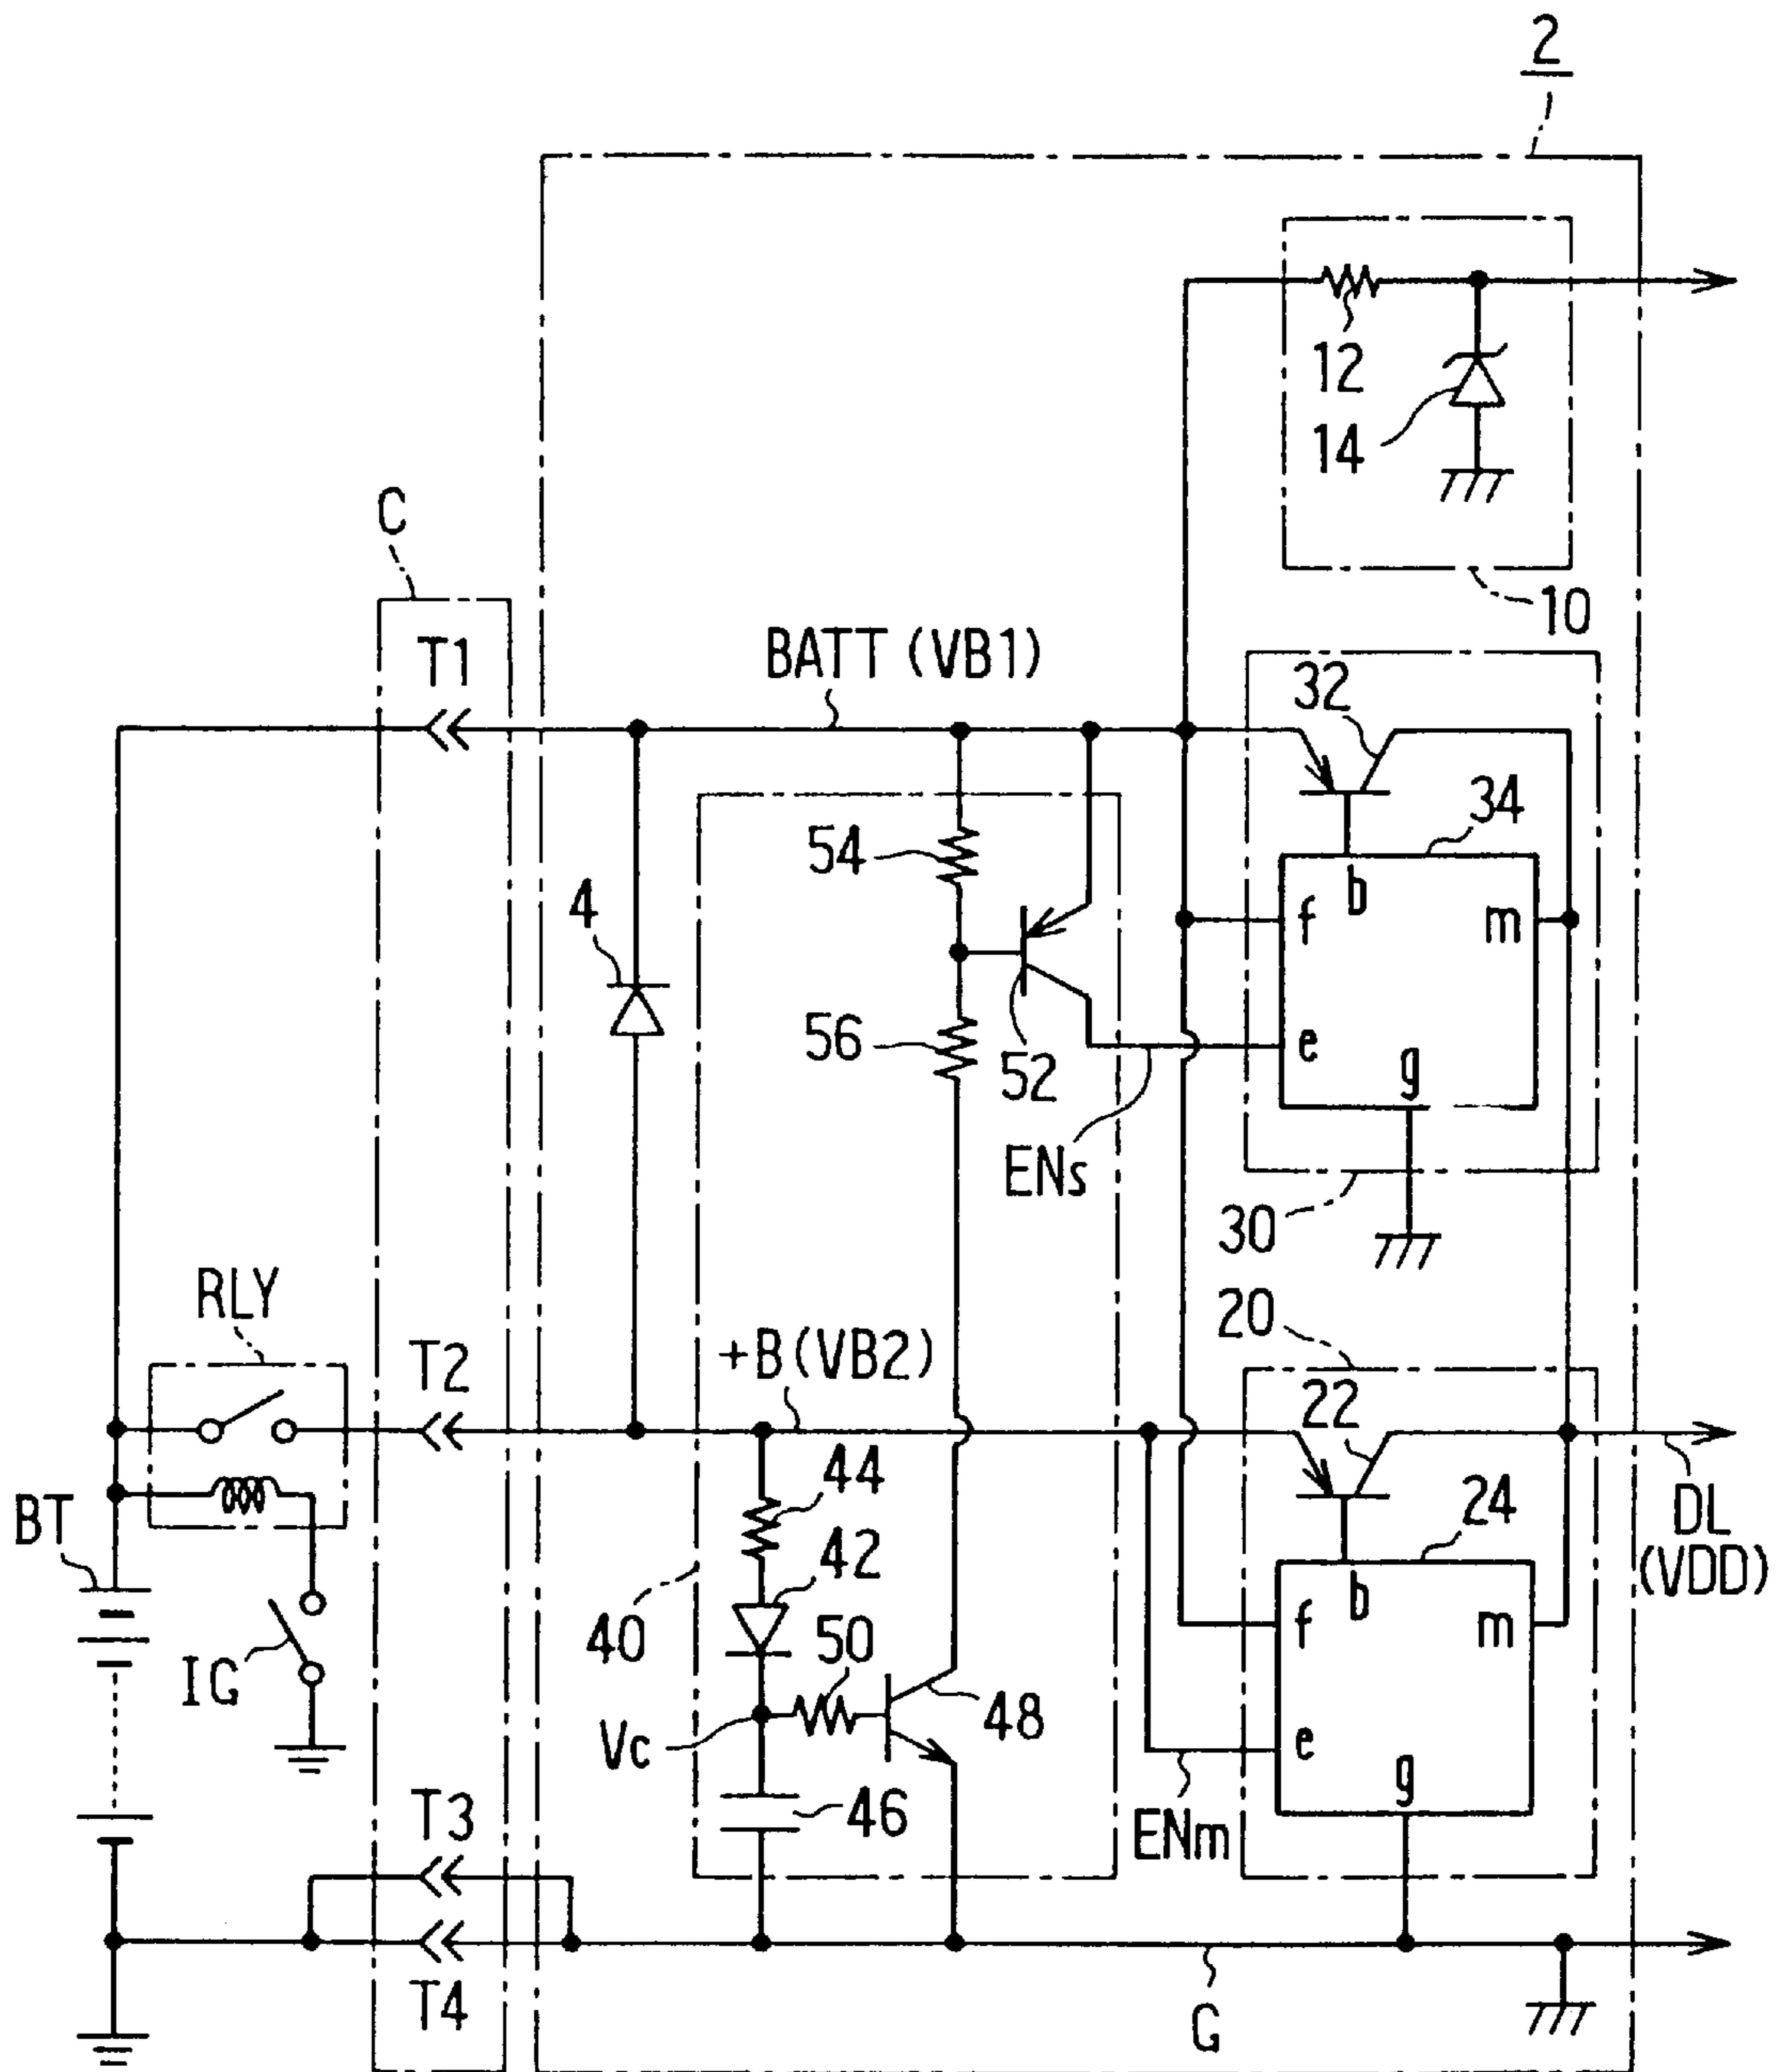 2
12
14
C
10
T1
BATT (VB1)
32
34
54
b
f
m
4
56
52
e
g
ENs
30
RLY
20
T2
+B (VB2)
22
44
24
BT
42
DL
(VDD)
b
40
50
f
m
IG
Vc
48
e
g
46
T3
ENm
T4
G